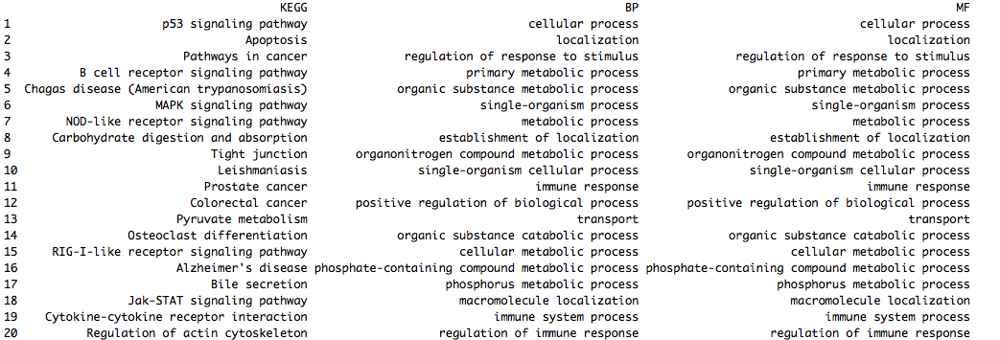 KEGG BP MF
1 p53 signaling pathway cellular process cellular process
2 Apoptosis localization localization
3 Pathways in cancer regulation of response to stimulus regulation of response to stimulus
4 B cell receptor signaling pathway primary metabolic process primary metabolic process
5 Chagas disease (American trypanosomiasis) organic substance metabolic process organic substance metabolic process
6 MAPK signaling pathway single-organism process single-organism process
7 NOD-like receptor signaling pathway metabolic process metabolic process
8 Carbohydrate digestion and absorption establishment of localization establishment of localization
9 Tight junction organonitrogen compound metabolic process organonitrogen compound metabolic process
10 Leishmaniasis single-organism cellular process single-organism cellular process
11 Prostate cancer immune response immune response
12 Colorectal cancer positive regulation of biological process positive regulation of biological process
13 Pyruvate metabolism transport transport
14 Osteoclast differentiation organic substance catabolic process organic substance catabolic process
15 RIG-I-like receptor signaling pathway cellular metabolic process cellular metabolic process
16 Alzheimer's disease phosphate-containing compound metabolic process phosphate-containing compound metabolic process
17 Bile secretion phosphorus metabolic process phosphorus metabolic process
18 Jak-STAT signaling pathway macromolecule localization macromolecule localization
19 Cytokine-cytokine receptor interaction immune system process immune system process
20 Regulation of actin cytoskeleton regulation of immune response regulation of immune response